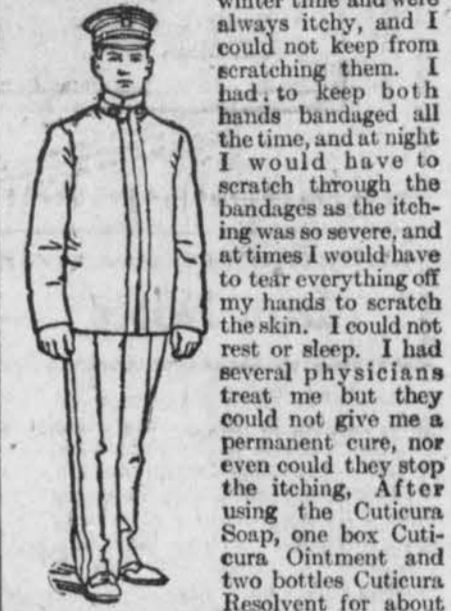 winter time and were
always itchy, and I
could not keep from
scratching them. I
had to keep both
hands bandaged all
the time, and at night
I would have to
scratch through the
bandages as the itch-
ing was so severe, and
at times I would have
to tear everything off
my hands to scratch
the skin. I could not
rest or sleep. I had
several physicians
treat me but they
could not give me a
permanent cure, nor
even could they stop
the itching, After
using the Cuticura
Soap, one box Cuti-
cura Ointment and
two bottles Cuticura
Resolvent for about